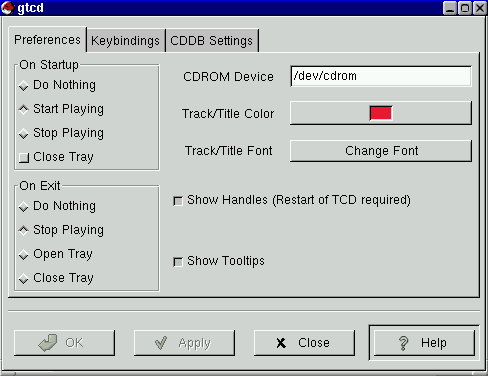 gtcd
Preferences
Keybindings
CDDB Settings
On Startup
Do Nothing
Start Playing
Stop Playing
Close Tray
CDROM Device
/dev/cdrom
Track/Title Color
Track/Title Font
Change Font
On Exit
Do Nothing
Stop Playing
Open Tray
Close Tray
Show Handles (Restart of TCD required)
Show Tooltips
OK
Apply
Close
Help